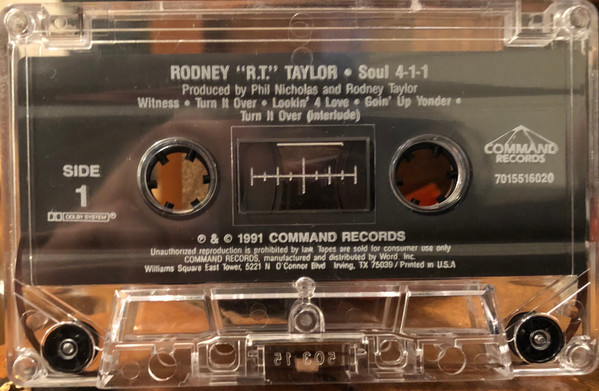 RODNEY "R.T." TAYLOR • Soul 4-1-1
Produced by Phil Nicholas and Rodney Taylor
Witness • Turn It Over • Lookin' 4 Love • Goin' Up Yonder •
Turn It Over (interlude)
COMMAND
RECORDS
7015516020
SIDE
1
DOLBY SYSTEM®
℗ & © 1991 COMMAND RECORDS
Unauthorized reproduction is prohibited by law. Tapes are sold for consumer use only
COMMAND RECORDS, manufactured and distributed by Word, Inc.
Williams Square East Tower, 5221 N O'Connor Blvd Irving, TX 75039 / Printed in U.S.A